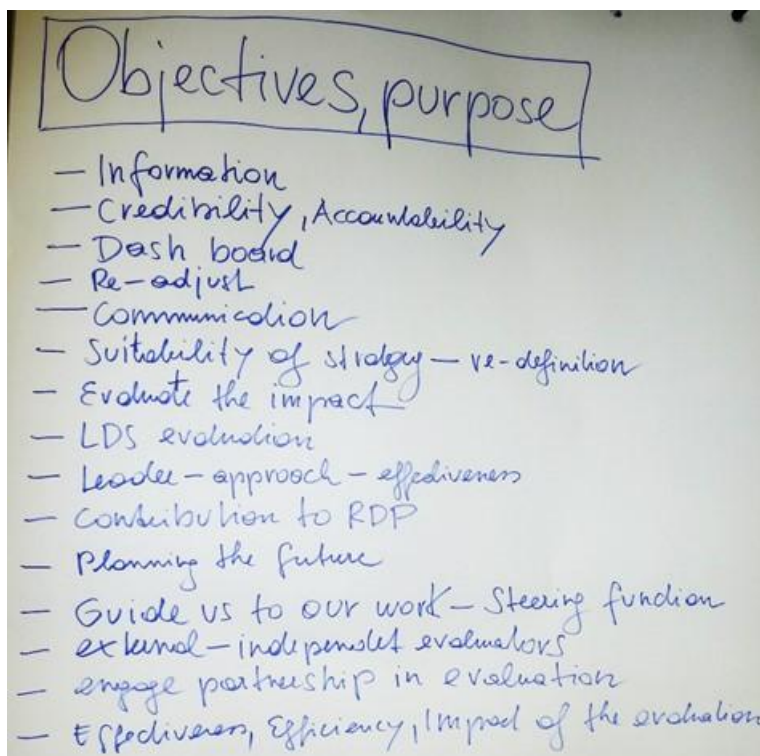 Objectives, purpose
- Information
- Credibility, Accountability
- Dash board
- Re-adjust
- Communication
- Suitability of strategy - re-definition
- Evaluate the impact
- LDS evaluation
- Leader - approach - effectiveness
- Contribution to RDP
- Planning the future
- Guide us to our work - Steering function
- external - independet evaluators
- engage partnership in evaluation
- Effectiveness, Efficiency, Impact of the evaluation